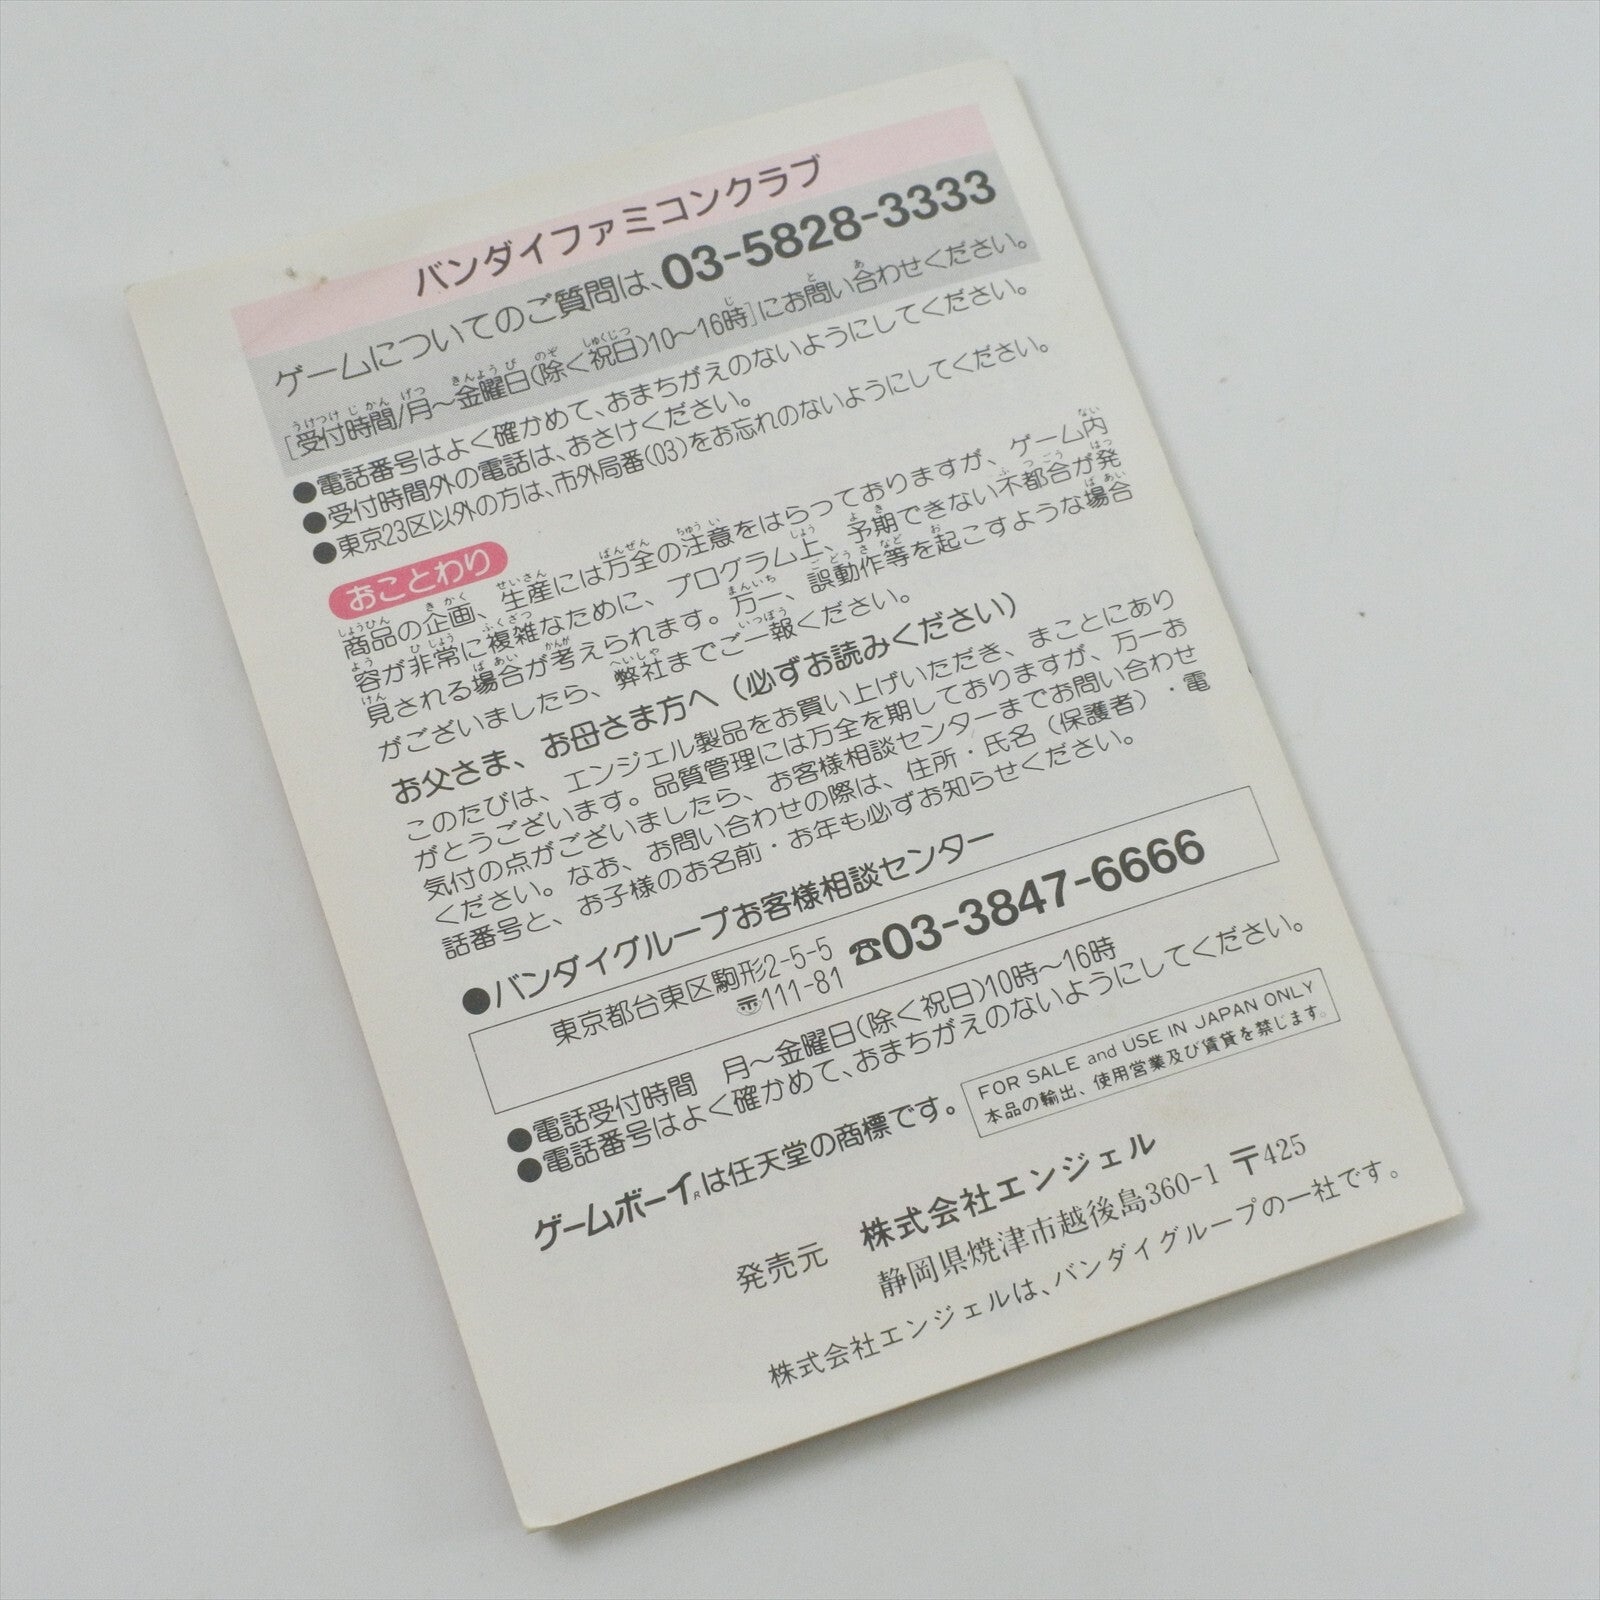 バンダイファミコンクラブ
ゲームについてのご質問は、03-5828-3333
[受付時間/月～金曜日(除く祝日)10～16時]にお問い合わせください。
●電話番号はよく確かめて、おまちがえのないようにしてください。
●受付時間外の電話は、おさけください。
●東京23区以外の方は、市外局番(03)をお忘れのないようにしてください。
おことわり
商品の企画、生産には万全の注意をはらっておりますが、ゲーム内
容が非常に複雑なために、プログラム上、予期できない不都合が発
見される場合が考えられます。万一、誤動作等を起こすような場合
がございましたら、弊社までご一報ください。
お父さま、お母さま方へ（必ずお読みください）
このたびは、エンジェル製品をお買い上げいただき、まことにあり
がとうございます。品質管理には万全を期しておりますが、万一お
気付の点がございましたら、お客様相談センターまでお問い合わせ
ください。なお、お問い合わせの際は、住所・氏名（保護者）・電
話番号と、お子様のお名前・お年も必ずお知らせください。
●バンダイグループお客様相談センター
東京都台東区駒形2-5-5 ☎03-3847-6666
〠111-81
●電話受付時間 月～金曜日(除く祝日)10時～16時
●電話番号はよく確かめて、おまちがえのないようにしてください。
ゲームボーイRは任天堂の商標です。
FOR SALE and USE IN JAPAN ONLY
本品の輸出、使用営業及び賃貸を禁じます。
発売元 株式会社エンジェル
静岡県焼津市越後島360-1 〒425
株式会社エンジェルは、バンダイグループの一社です。